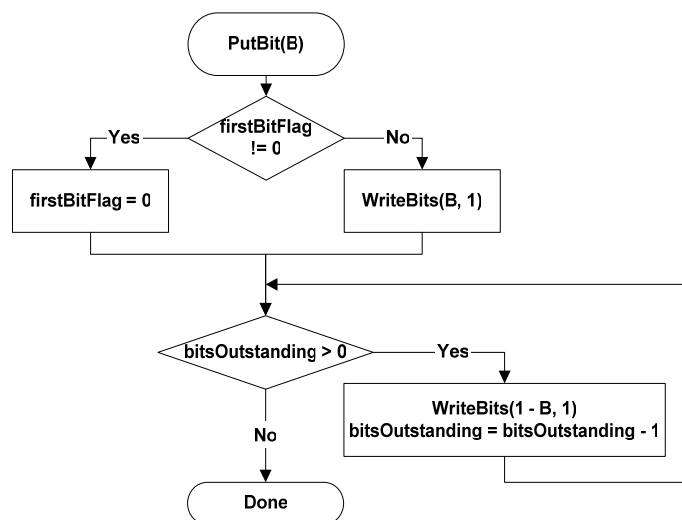 PutBit(B)
firstBitFlag
!= 0
Yes
No
firstBitFlag = 0
WriteBits(B, 1)
bitsOutstanding > 0
Yes
WriteBits(1 - B, 1)
bitsOutstanding = bitsOutstanding - 1
No
Done